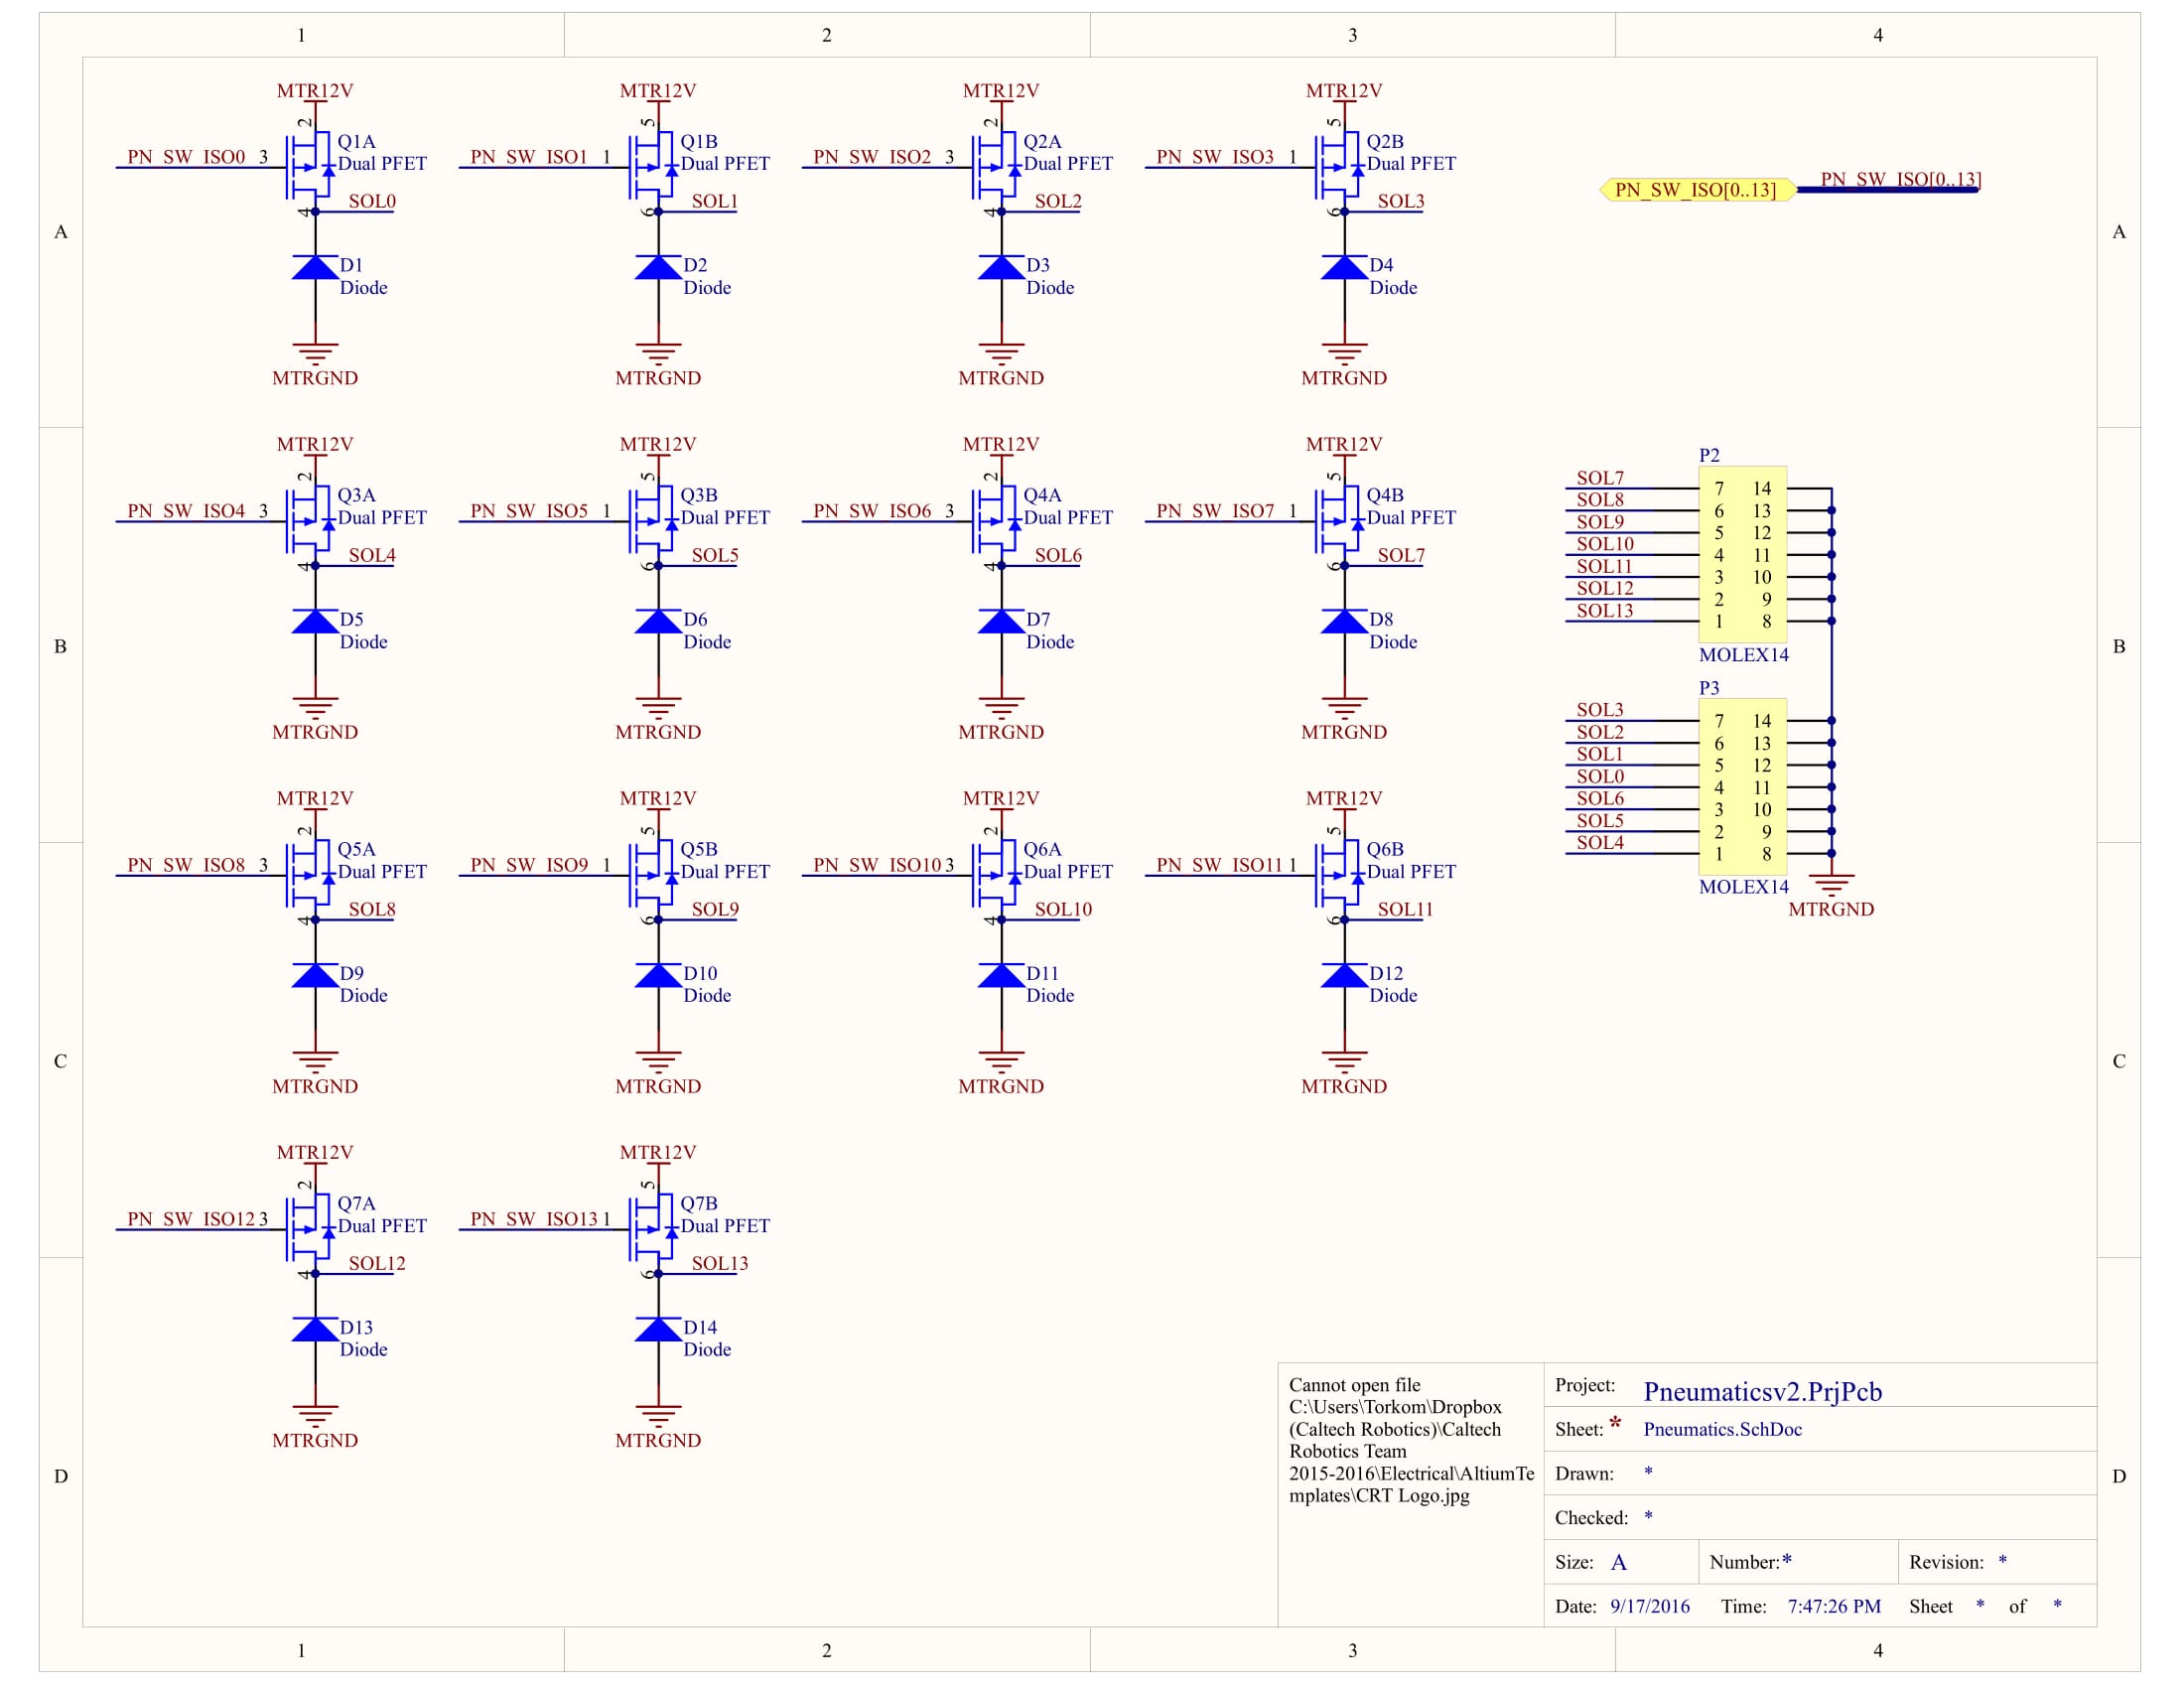 1 2 3 4
MTR12V MTR12V MTR12V MTR12V
2 5 2 5
Q1A Q1B Q2A Q2B
PN_SW_ISO0 3 Dual PFET PN_SW_ISO1 1 Dual PFET PN_SW_ISO2 3 Dual PFET PN_SW_ISO3 1 Dual PFET
PN_SW_ISO[0..13] PN_SW_ISO[0..13]
4 SOL0 6 SOL1 4 SOL2 6 SOL3
A A
D1 D2 D3 D4
Diode Diode Diode Diode
MTRGND MTRGND MTRGND MTRGND
MTR12V MTR12V MTR12V MTR12V
2 5 2 5
Q3A Q3B Q4A Q4B
PN_SW_ISO4 3 Dual PFET PN_SW_ISO5 1 Dual PFET PN_SW_ISO6 3 Dual PFET PN_SW_ISO7 1 Dual PFET
4 SOL4 6 SOL5 4 SOL6 6 SOL7
D5 D6 D7 D8
Diode Diode Diode Diode
MTRGND MTRGND MTRGND MTRGND
P2
SOL7 7 14
SOL8 6 13
SOL9 5 12
SOL10 4 11
SOL11 3 10
SOL12 2 9
SOL13 1 8
MOLEX14
B B
P3
SOL3 7 14
SOL2 6 13
SOL1 5 12
SOL0 4 11
SOL6 3 10
SOL5 2 9
SOL4 1 8
MOLEX14
MTRGND
MTR12V MTR12V MTR12V MTR12V
2 5 2 5
Q5A Q5B Q6A Q6B
PN_SW_ISO8 3 Dual PFET PN_SW_ISO9 1 Dual PFET PN_SW_ISO10 3 Dual PFET PN_SW_ISO11 1 Dual PFET
4 SOL8 6 SOL9 4 SOL10 6 SOL11
D9 D10 D11 D12
Diode Diode Diode Diode
C C
MTRGND MTRGND MTRGND MTRGND
MTR12V MTR12V
2 5
Q7A Q7B
PN_SW_ISO12 3 Dual PFET PN_SW_ISO13 1 Dual PFET
4 SOL12 6 SOL13
D13 D14
Diode Diode
MTRGND MTRGND
D D
Cannot open file
C:\Users\Torkom\Dropbox
(Caltech Robotics)\Caltech
Robotics Team
2015-2016\Electrical\AltiumTe
mplates\CRT Logo.jpg
Project: Pneumaticsv2.PrjPcb
Sheet: * Pneumatics.SchDoc
Drawn: *
Checked: *
Size: A Number:* Revision: *
Date: 9/17/2016 Time: 7:47:26 PM Sheet * of *
1 2 3 4